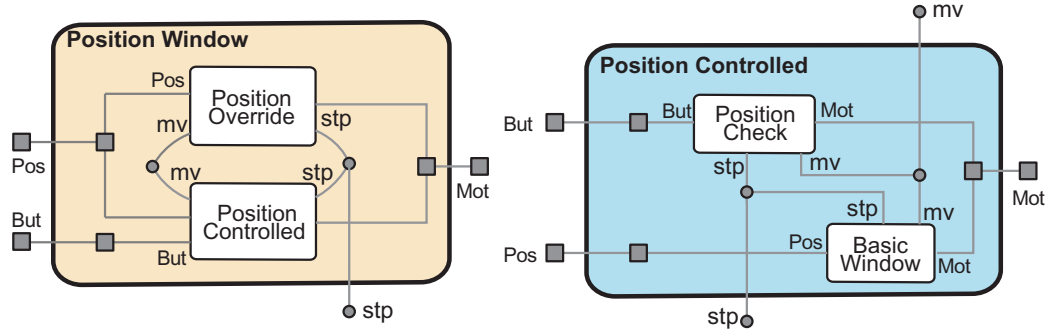 Position Window
Pos
Position
Override
mv
stp
Pos
mv
stp
Mot
But
Position
Controlled
But
stp
mv
Position Controlled
But
But
Position
Check
Mot
stp
mv
Mot
stp
mv
Pos
Pos
Basic
Window
Mot
stp